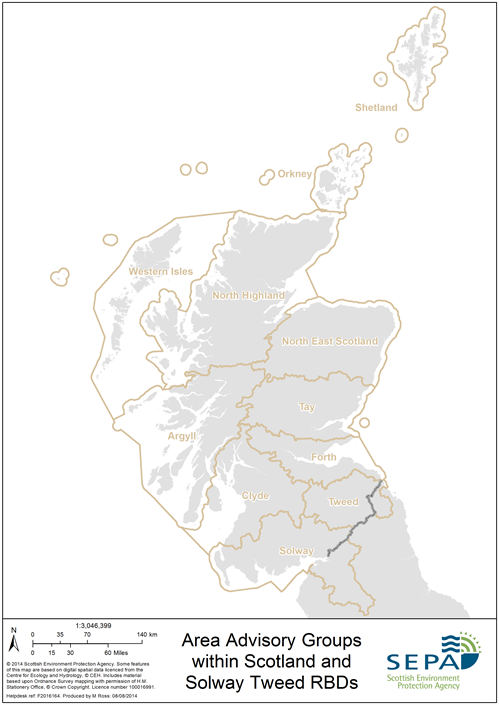 Shetland
Orkney
Western Isles
North Highland
North East Scotland
Tay
Argyll
Forth
Clyde
Tweed
Solway
N
1:3,046,399
0 35 70 140 km
0 15 30 60 Miles
© 2014 Scottish Environment Protection Agency. Some features
of this map are based on digital spatial data licenced from the
Centre for Ecology and Hydrology, © CEH. Includes material
based upon Ordnance Survey mapping with permission of H.M.
Stationery Office, © Crown Copyright. Licence number 100016991.
Helpdesk ref: F2016164 Produced by M Ross: 08/08/2014
Area Advisory Groups
within Scotland and
Solway Tweed RBDs
SEPA
Scottish Environment
Protection Agency